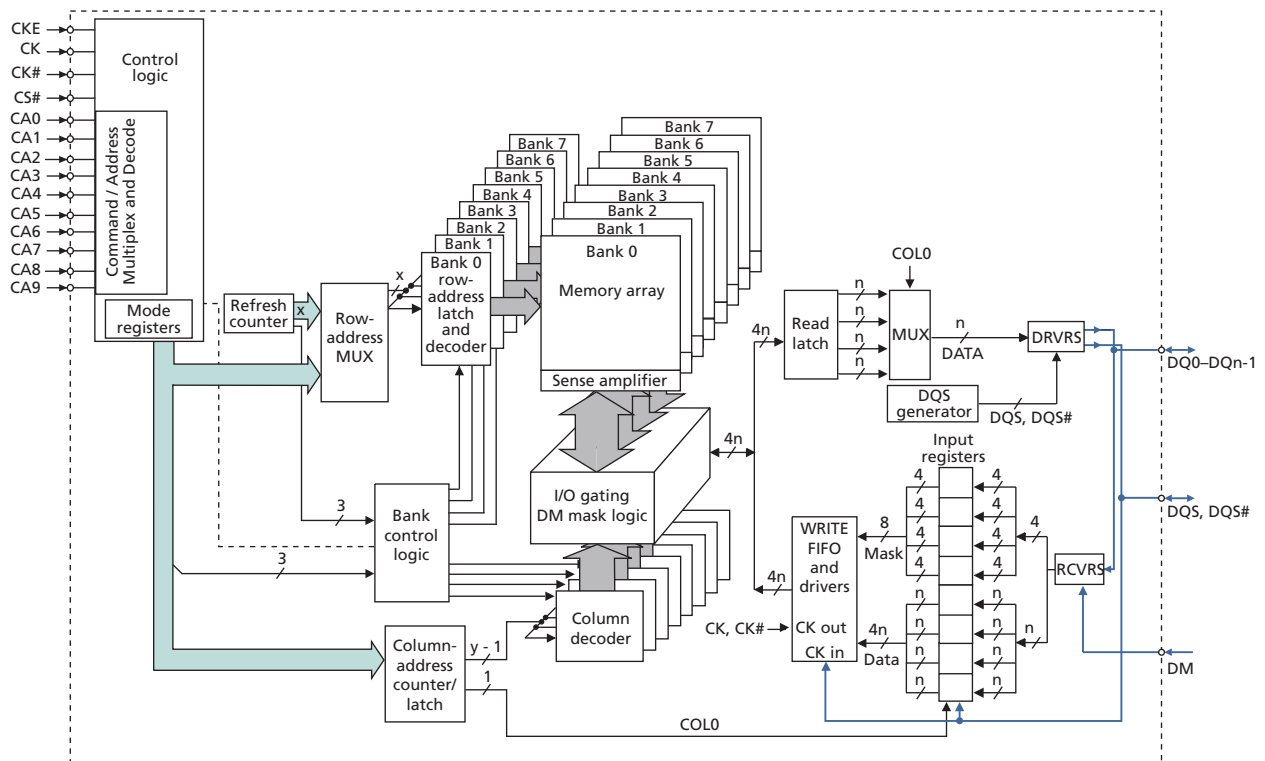 CKE
CK
CK#
CS#
CA0
CA1
CA2
CA3
CA4
CA5
CA6
CA7
CA8
CA9
Control
logic
Command / Address
Multiplex and Decode
Mode
registers
Refresh
counter
x
Row-
address
MUX
x
Bank 7
Bank 6
Bank 5
Bank 4
Bank 3
Bank 2
Bank 1
Bank 0
row-
address
latch
and
decoder
Bank 7
Bank 6
Bank 5
Bank 4
Bank 3
Bank 2
Bank 1
Bank 0
Memory array
Sense amplifier
3
3
Bank
control
logic
I/O gating
DM mask logic
Column
decoder
Column-
address
counter/
latch
y - 1
1
COL0
4n
4n
4n
Read
latch
n
n
n
n
COL0
MUX
n
DATA
DRVRS
DQS
generator
DQS, DQS#
Input
registers
WRITE
FIFO
and
drivers
CK out
CK in
CK, CK#
8
Mask
4n
Data
4
4
4
4
n
n
n
n
4
4
4
4
n
n
n
n
4
n
RCVRS
DQ0–DQn-1
DQS, DQS#
DM